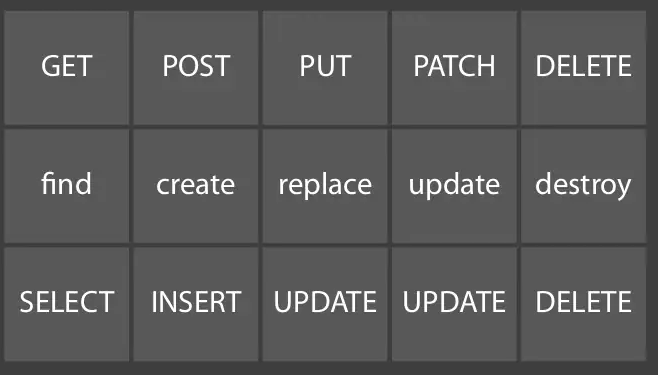 GET POST PUT PATCH DELETE
find create replace update destroy
SELECT INSERT UPDATE UPDATE DELETE